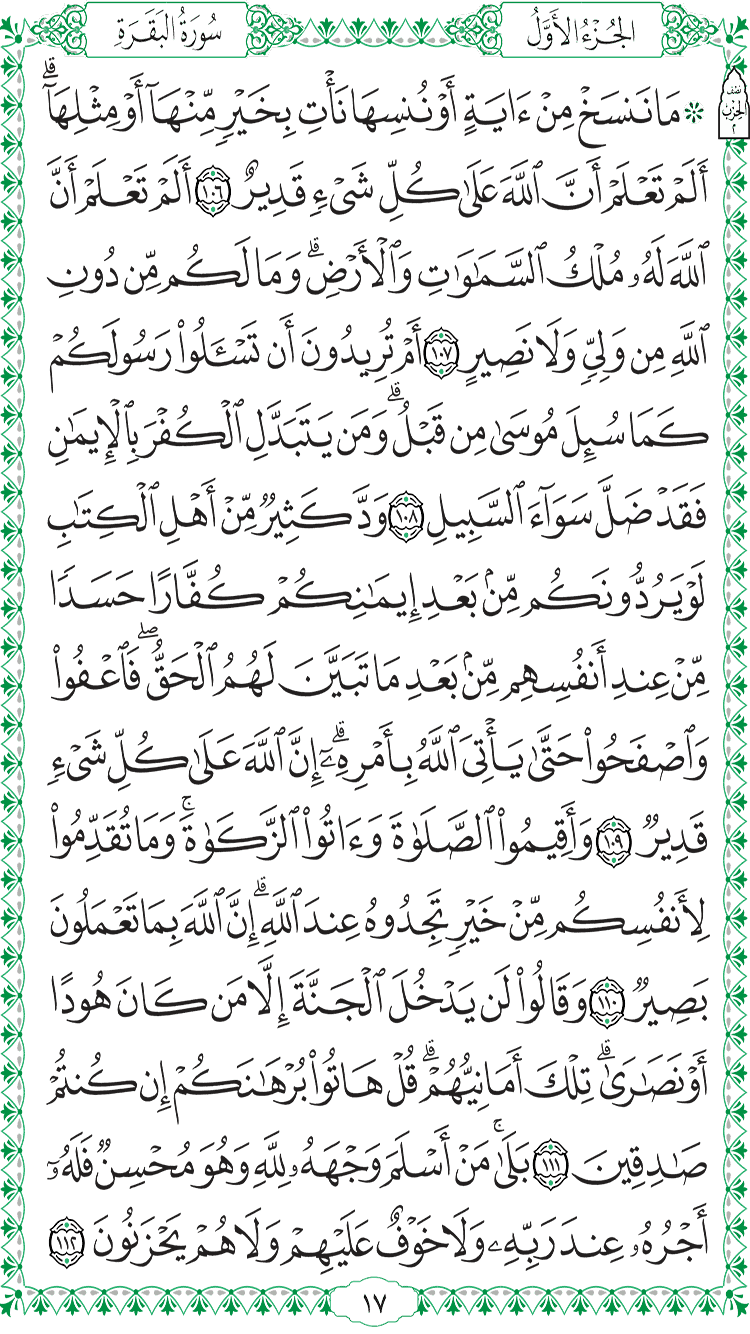 الجُزْءُ الأَوَّلُ
سُورَةُ البَقَرَةِ
نصف
الحزب
٢
۞ مَا نَنسَخْ مِنْ ءَايَةٍ أَوْ نُنسِهَا نَأْتِ بِخَيْرٍ مِّنْهَآ أَوْ مِثْلِهَآۗ
أَلَمْ تَعْلَمْ أَنَّ ٱللَّهَ عَلَىٰ كُلِّ شَىْءٍ قَدِيرٌ ١٠٦ أَلَمْ تَعْلَمْ أَنَّ
ٱللَّهَ لَهُۥ مُلْكُ ٱلسَّمَٰوَٰتِ وَٱلْأَرْضِۗ وَمَا لَكُم مِّن دُونِ
ٱللَّهِ مِن وَلِىٍّ وَلَا نَصِيرٍ ١٠٧ أَمْ تُرِيدُونَ أَن تَسْـَٔلُوا۟ رَسُولَكُمْ
كَمَا سُئِلَ مُوسَىٰ مِن قَبْلُۗ وَمَن يَتَبَدَّلِ ٱلْكُفْرَ بِٱلْإِيمَٰنِ
فَقَدْ ضَلَّ سَوَآءَ ٱلسَّبِيلِ ١٠٨ وَدَّ كَثِيرٌ مِّنْ أَهْلِ ٱلْكِتَٰبِ
لَوْ يَرُدُّونَكُم مِّنۢ بَعْدِ إِيمَٰنِكُمْ كُفَّارًا حَسَدًا
مِّنْ عِندِ أَنفُسِهِم مِّنۢ بَعْدِ مَا تَبَيَّنَ لَهُمُ ٱلْحَقُّۖ فَٱعْفُوا۟
وَٱصْفَحُوا۟ حَتَّىٰ يَأْتِىَ ٱللَّهُ بِأَمْرِهِۦٓۗ إِنَّ ٱللَّهَ عَلَىٰ كُلِّ شَىْءٍ
قَدِيرٌ ١٠٩ وَأَقِيمُوا۟ ٱلصَّلَوٰةَ وَءَاتُوا۟ ٱلزَّكَوٰةَۚ وَمَا تُقَدِّمُوا۟
لِأَنفُسِكُم مِّنْ خَيْرٍ تَجِدُوهُ عِندَ ٱللَّهِۗ إِنَّ ٱللَّهَ بِمَا تَعْمَلُونَ
بَصِيرٌ ١١٠ وَقَالُوا۟ لَن يَدْخُلَ ٱلْجَنَّةَ إِلَّا مَن كَانَ هُودًا
أَوْ نَصَٰرَىٰۗ تِلْكَ أَمَانِيُّهُمْۗ قُلْ هَاتُوا۟ بُرْهَٰنَكُمْ إِن كُنتُمْ
صَٰدِقِينَ ١١١ بَلَىٰۚ مَنْ أَسْلَمَ وَجْهَهُۥ لِلَّهِ وَهُوَ مُحْسِنٌ فَلَهُۥٓ
أَجْرُهُۥ عِندَ رَبِّهِۦ وَلَا خَوْفٌ عَلَيْهِمْ وَلَا هُمْ يَحْزَنُونَ ١١٢
١٧